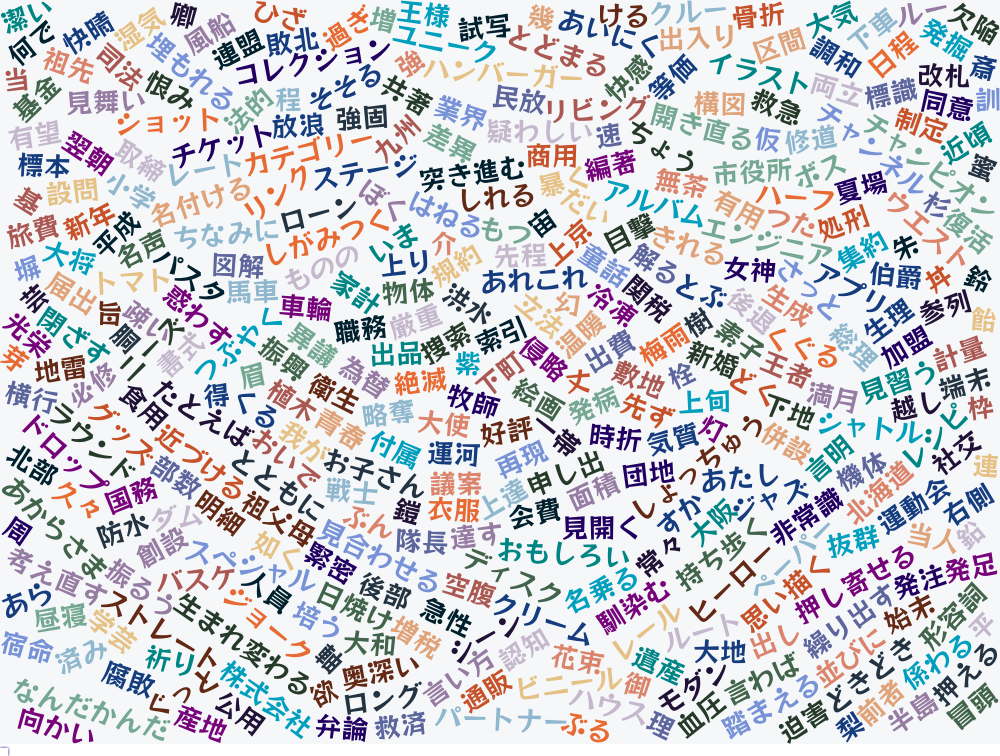 潔い
何で
快晴
湿気
卿
風船
ひざ
連盟
敗北
過ぎ
増
王様
ユニーク
試写
幾
あいにく
ける
クルー
骨折
出入り
区間
大気
下車
ルー
欠陥
発掘
斎
日程
調和
改札
祖先
司法
埋もれる
コレクション
強
ハンバーガー
とどまる
快感
等価
イラスト
両立
標識
同意
訓
当
基金
見舞い
恨み
法的
程
そそる
共著
業界
民放
リビング
構図
救急
チャンネル
制定
近頃
有望
翌朝
ショット
チケット
放浪
強固
九州
差異
疑わしい
速
ちょう
開き直る
仮
修道
チャンピオン
蜜
標本
取締
レート
カテゴリー
ステージ
突き進む
商用
編著
無茶
市役所
ボス
杉
復活
基
設問
小学
名付ける
リンク
ローン
ぼく
はねる
しれる
暴く
だい
アルバム
有用
ハーフ
夏場
ウエスト
旅費
新年
平成
名声
ちなみに
しがみつく
いま
介
もつ
宙
上京
目撃
される
エンジニア
つた
処刑
集約
朱
塀
大将
トマト
パスタ
図解
ものの
上り
規約
先程
あれこれ
童話
解る
とぶ
女神
さっと
アプリ
伯爵
丼
鈴
芸
届出
旨
疎い
惑わす
馬車
車輪
家計
物体
洪水
立法
幻
冷凍
関税
後退
生成
総理
生理
参列
飴
光栄
閉ざす
胴
書式
つぶやく
異議
職務
厳重
捜索
索引
温暖
出費
梅雨
樹
素子
くぐる
加盟
計量
芽
地雷
必修
眉
振興
為替
出品
紫
下町
侵略
丈
敷地
栓
新婚
王者
満月
見習う
端末
横行
食用
たとえば
得
くる
植木
衛生
絶滅
牧師
絵画
発病
先ず
上旬
どく
下地
越し
枠
ドロップ
ラウンド
グッズ
近づける
おいで
我が
青春
略奪
大使
好評
一帯
時折
気質
灯
併設
シャトル
レシピ
社交
北部
久々
国務
部数
とともに
お子さん
付属
運河
再現
申し出
団地
しょっちゅう
あたし
言明
機体
北海道
連
あからさま
防水
ダム
明細
祖父母
戦士
鎧
議案
衣服
上達
会費
面積
見開く
すか
大阪
ジャズ
非常識
運動会
右側
周
考え直す
創設
スペシャル
如く
緊密
見合わせる
ぶん
隊長
達す
おもしろい
常々
持ち歩く
ペーパー
抜群
当イ
鉛
あら
昼寝
振るう
バスケ
人員
日焼け
後部
空腹
ディスク
名乗る
馴染む
ヒーロー
思い描く
押し寄せる
発注
発足
宿命
済み
学芸
ストレート
生まれ変わる
ジョーク
培う
大和
増税
急性
シーン
クリーム
レール
ルート
大地
出し
繰り出す
始末
形容詞
平
腐敗
祈り
株式会社
軸
欲
奥深い
言い方
認知
花束
遺産
モダン
言わば
並びに
どきどき
係わる
押える
なんだかんだ
向かい
産地
公用
弁論
ロング
救済
通販
パートナー
ビニール
ハウス
ぶる
御
理
血圧
踏まえる
迫害
梨
前者
半島
冒頭